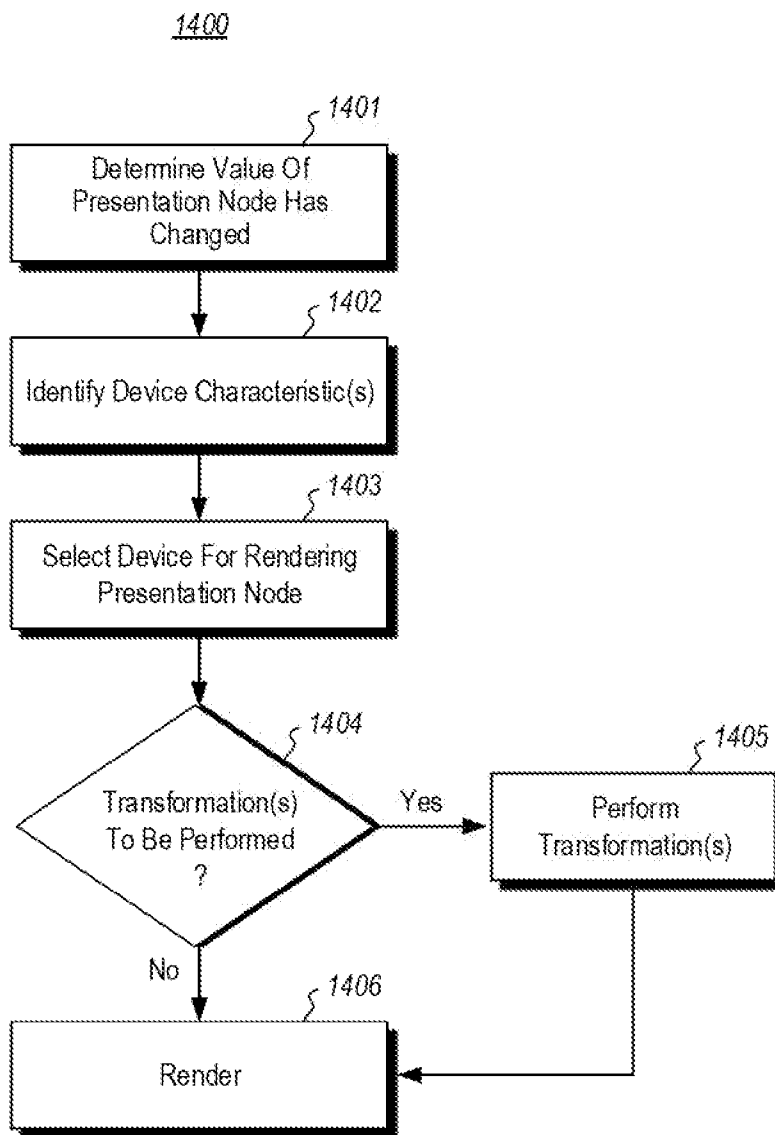 1400
1401
Determine Value Of
Presentation Node Has
Changed
1402
Identify Device Characteristic(s)
1403
Select Device For Rendering
Presentation Node
1404
Transformation(s)
To Be Performed
?
Yes
1405
Perform
Transformation(s)
No
1406
Render